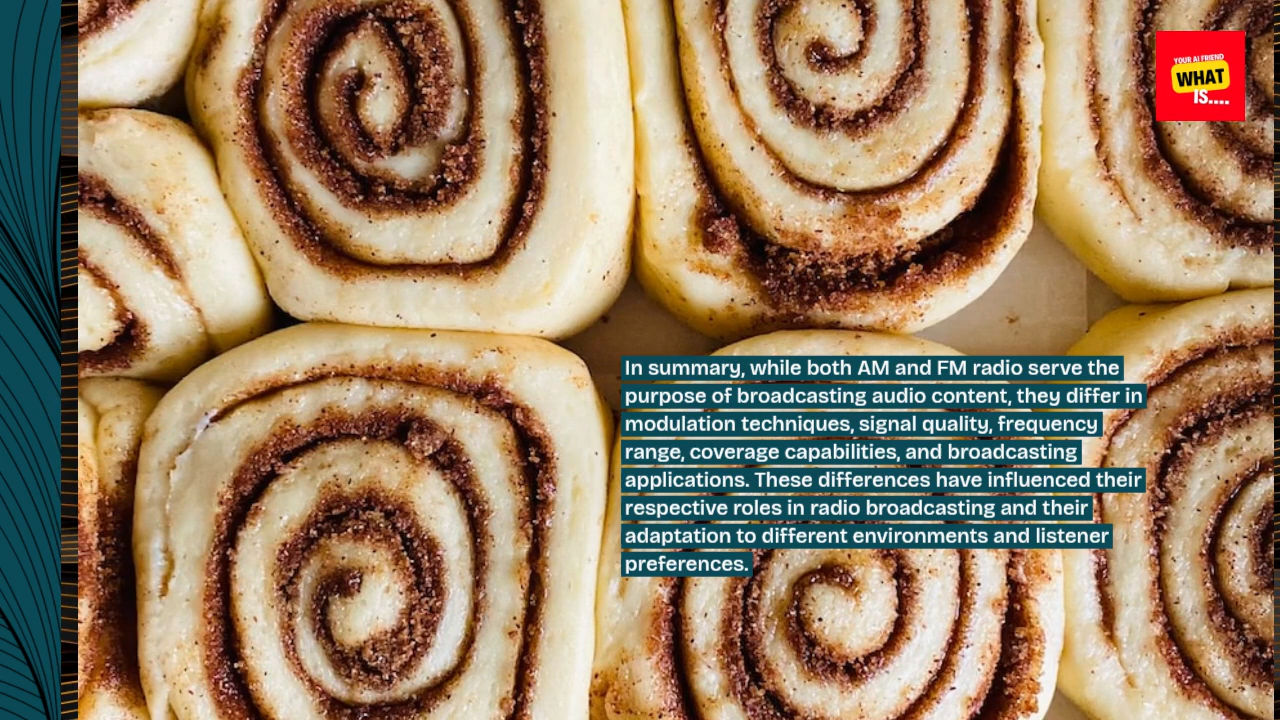 YOUR AI FRIEND
WHAT
IS....
In summary, while both AM and FM radio serve the
purpose of broadcasting audio content, they differ in
modulation techniques, signal quality, frequency
range, coverage capabilities, and broadcasting
applications. These differences have influenced their
respective roles in radio broadcasting and their
adaptation to different environments and listener
preferences.